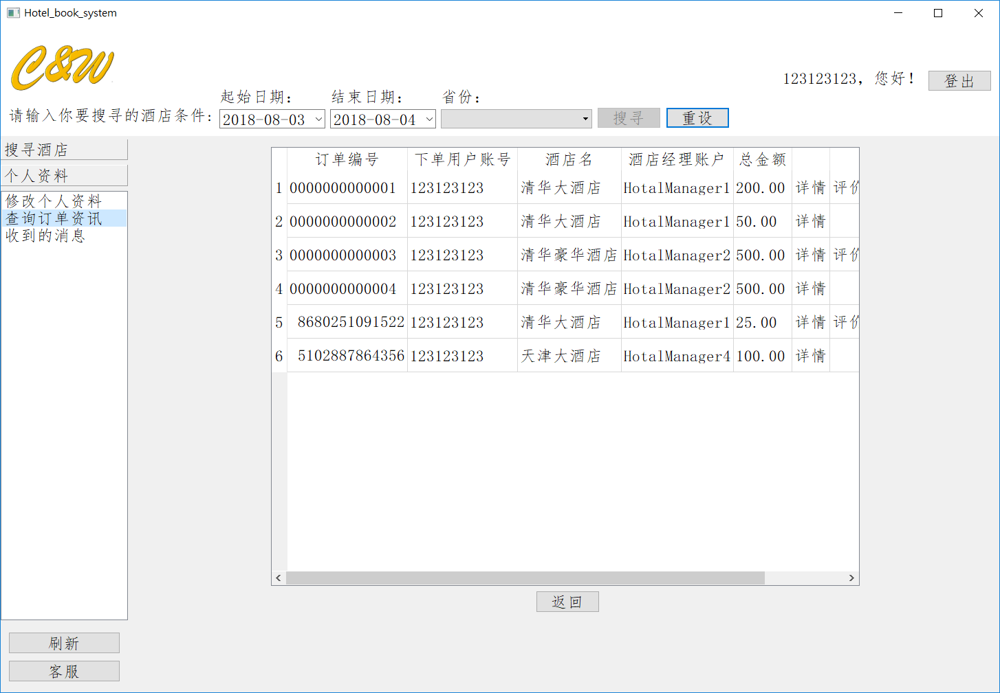 Hotel_book_system
C&W
123123123，您好！ 登出
起始日期： 结束日期： 省份：
请输入你要搜寻的酒店条件： 2018-08-03 2018-08-04 搜寻 重设
搜寻酒店
个人资料
修改个人资料
查询订单资讯
收到的消息
订单编号 下单用户账号 酒店名 酒店经理账户 总金额
1 0000000000001 123123123 清华大酒店 HotalManager1 200.00 详情 评价
2 0000000000002 123123123 清华大酒店 HotalManager1 50.00 详情
3 0000000000003 123123123 清华豪华酒店 HotalManager2 500.00 详情 评价
4 0000000000004 123123123 清华豪华酒店 HotalManager2 500.00 详情
5 8680251091522 123123123 清华大酒店 HotalManager1 25.00 详情 评价
6 5102887864356 123123123 天津大酒店 HotalManager4 100.00 详情
返回
刷新
客服